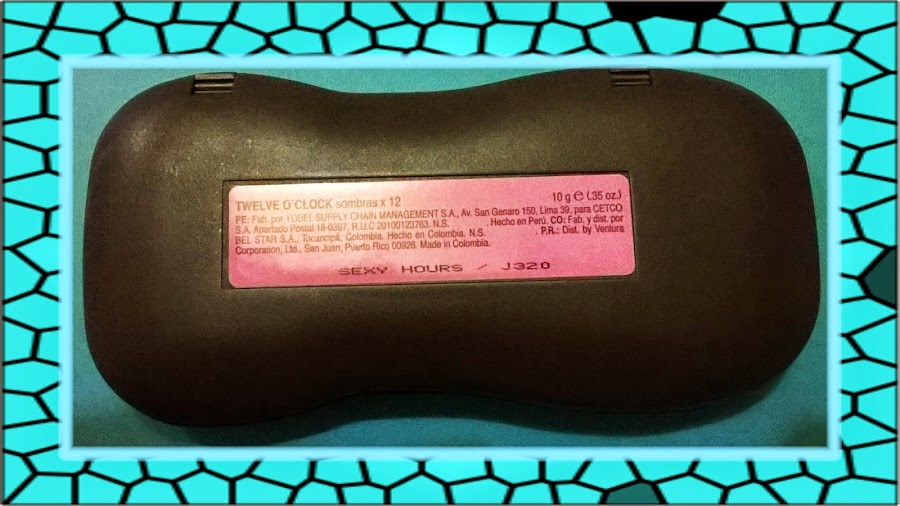 TWELVE O'CLOCK sombras x 12 10 g e (.35 oz.)
PE: Fab. por YOBEL SUPPLY CHAIN MANAGEMENT S.A., Av. San Genaro 150, Lima 39, para CETCO
S.A. Apartado Postal 18-0387, R.U.C 20100123763. N.S. Hecho en Perú. CO: Fab. y dist. por
BEL STAR S.A., Tocancipá, Colombia. Hecho en Colombia. N.S. . P.R.: Dist. by Ventura
Corporation, Ltd., San Juan, Puerto Rico 00926. Made in Colombia.
SEXY HOURS / J320